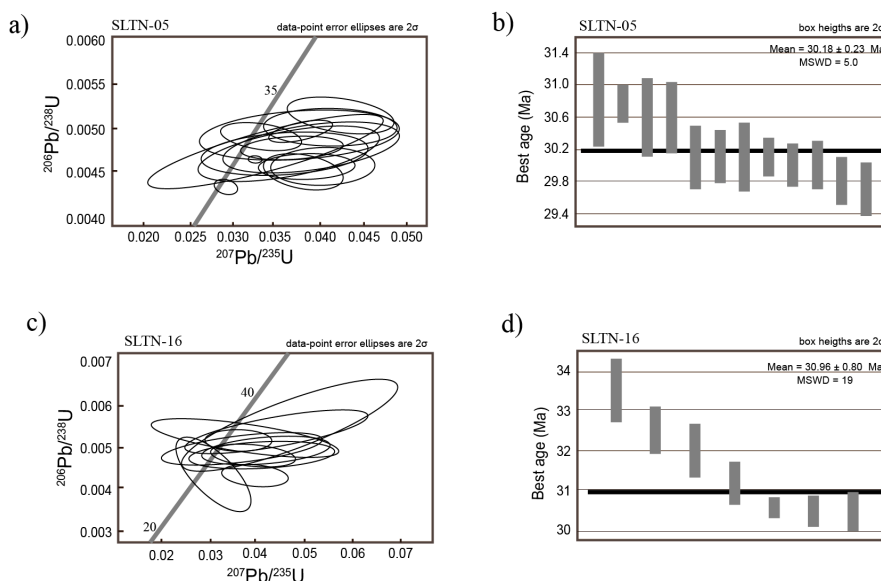 a)
SLTN-05
data-point error ellipses are 2σ
0.0060
0.0055
0.0050
0.0045
0.0040
206Pb/238U
35
0.020 0.025 0.030 0.035 0.040 0.045 0.050
207Pb/235U
b)
SLTN-05
box heigths are 2σ
Mean = 30.18 ± 0.23 Ma
MSWD = 5.0
31.4
31.0
30.6
30.2
29.8
29.4
Best age (Ma)
c)
SLTN-16
data-point error ellipses are 2σ
0.007
0.006
0.005
0.004
0.003
206Pb/238U
40
20
0.02 0.03 0.04 0.05 0.06 0.07
207Pb/235U
d)
SLTN-16
box heigths are 2σ
Mean = 30.96 ± 0.80 Ma
MSWD = 19
34
33
32
31
30
Best age (Ma)